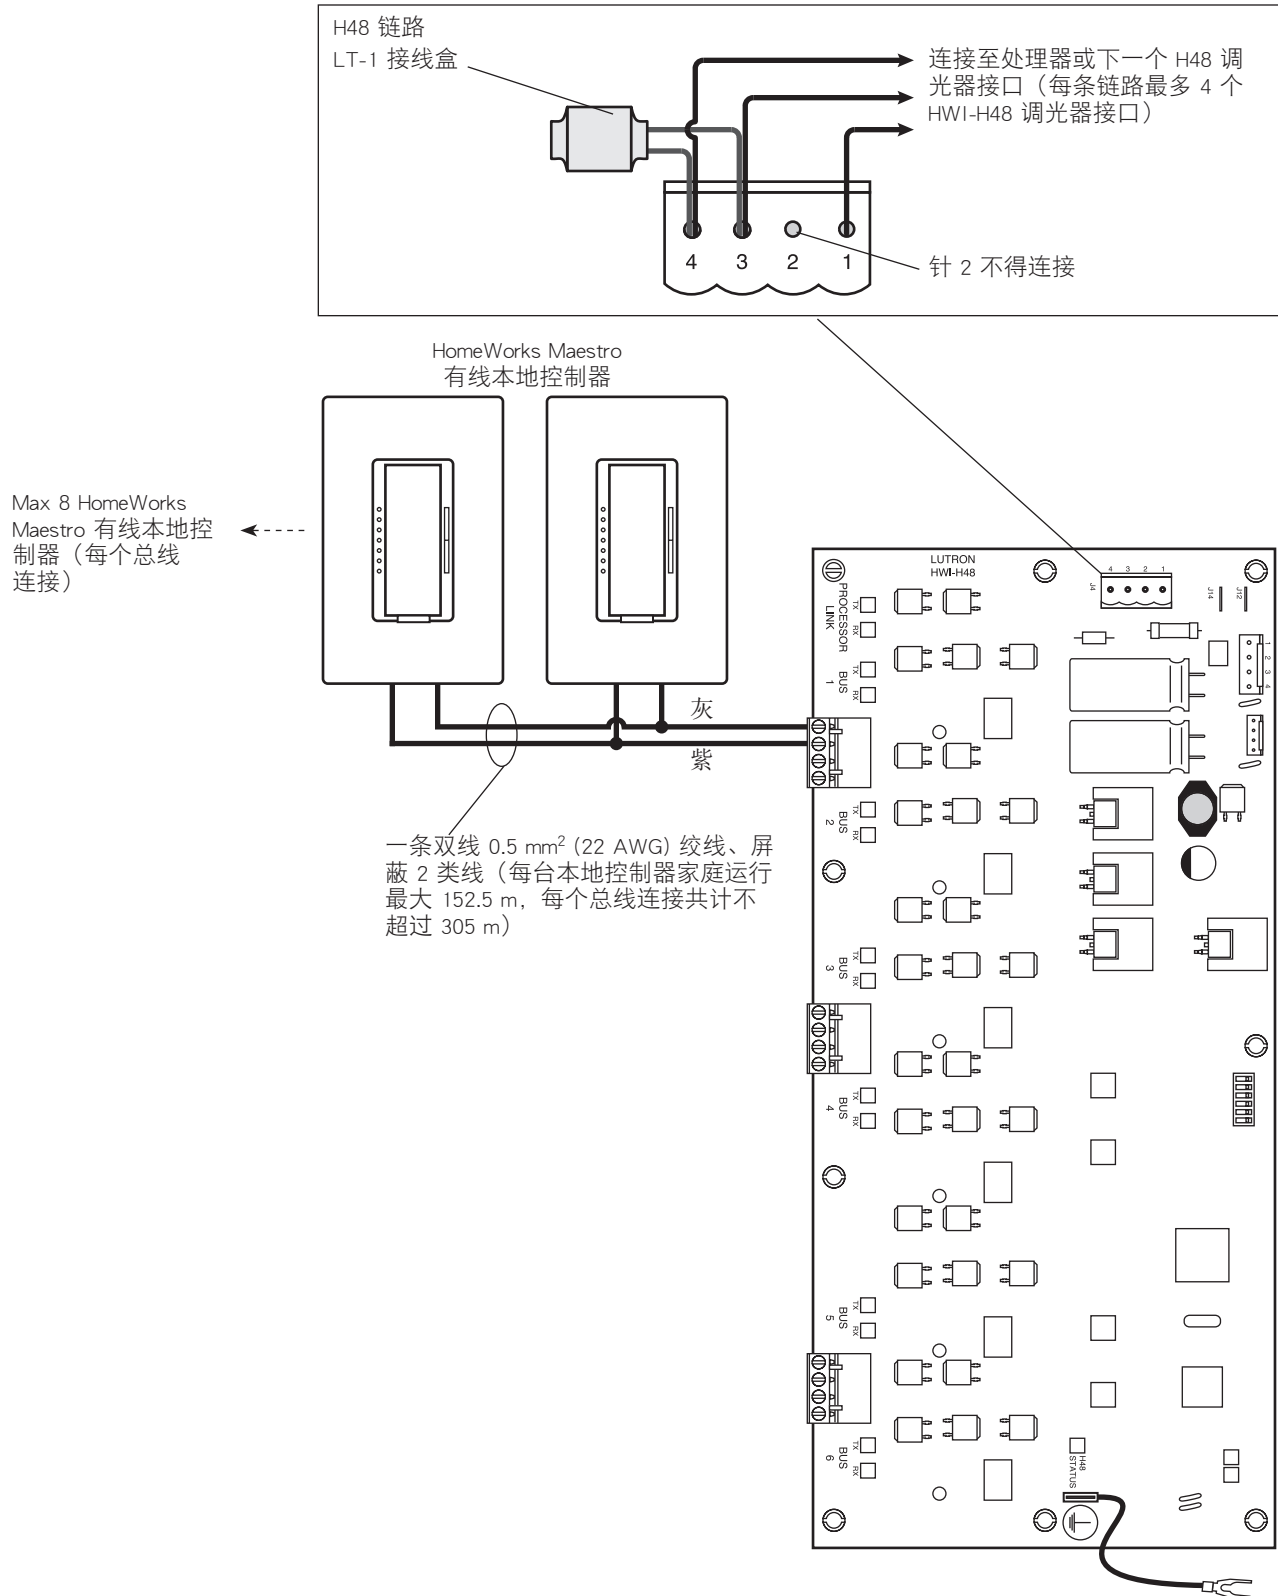 H48 链路
LT-1 接线盒
连接至处理器或下一个 H48 调
光器接口（每条链路最多 4 个
HWI-H48 调光器接口）
4 3 2 1
针 2 不得连接
HomeWorks Maestro
有线本地控制器
Max 8 HomeWorks
Maestro 有线本地控
制器（每个总线
连接）
灰
紫
一条双线 0.5 mm² (22 AWG) 绞线、屏
蔽 2 类线（每台本地控制器家庭运行
最大 152.5 m，每个总线连接共计不
超过 305 m）
LUTRON
HWI-H48
J4
4 3 2 1
J14
J12
1
2
3
4
PROCESSOR
LINK
TX
RX
BUS
1
TX
RX
BUS
2
TX
RX
BUS
3
TX
RX
BUS
4
TX
RX
BUS
5
TX
RX
BUS
6
TX
RX
H48
STATUS